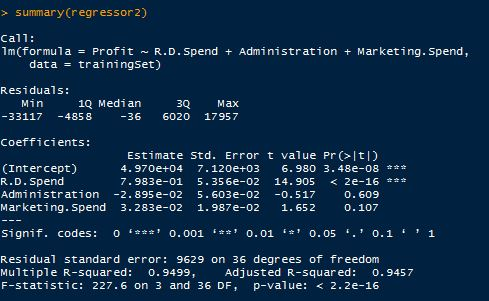 > summary(regressor2)
Call:
lm(formula = Profit ~ R.D.Spend + Administration + Marketing.Spend,
    data = trainingSet)
Residuals:
   Min     1Q Median     3Q    Max
-33117  -4858    -36   6020  17957
Coefficients:
                  Estimate Std. Error t value Pr(>|t|)
(Intercept)      4.970e+04  7.120e+03   6.980 3.48e-08 ***
R.D.Spend        7.983e-01  5.356e-02  14.905  < 2e-16 ***
Administration  -2.895e-02  5.603e-02  -0.517    0.609
Marketing.Spend  3.283e-02  1.987e-02   1.652    0.107
---
Signif. codes:  0 ‘***’ 0.001 ‘**’ 0.01 ‘*’ 0.05 ‘.’ 0.1 ‘ ’ 1
Residual standard error: 9629 on 36 degrees of freedom
Multiple R-squared:  0.9499,    Adjusted R-squared:  0.9457
F-statistic: 227.6 on 3 and 36 DF,  p-value: < 2.2e-16